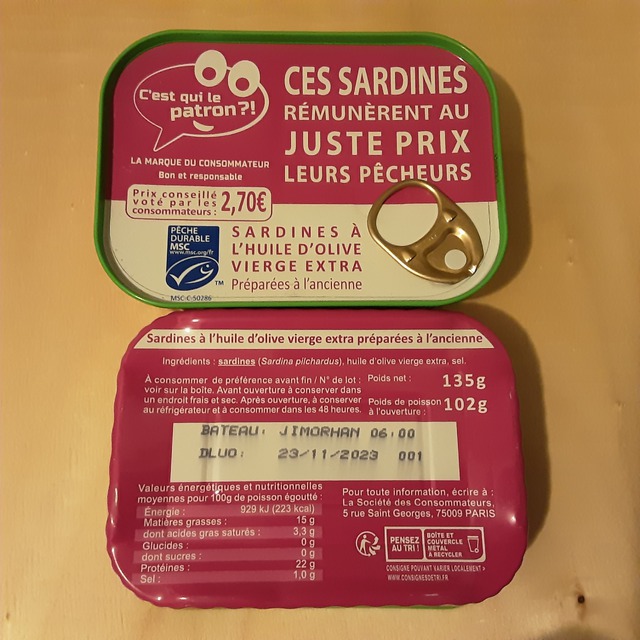 C'est qui le
patron?!
LA MARQUE DU CONSOMMATEUR
Bon et responsable
CES SARDINES
RÉMUNÈRENT AU
JUSTE PRIX
LEURS PÊCHEURS
Prix conseillé
voté par les
consommateurs : 2,70€
PÊCHE
DURABLE
MSC
www.msc.org/fr
TM
MSC-C-50286
SARDINES À
L'HUILE D'OLIVE
VIERGE EXTRA
Préparées à l'ancienne
Sardines à l'huile d'olive vierge extra préparées à l'ancienne
Ingrédients : sardines (Sardina pilchardus), huile d'olive vierge extra, sel.
À consommer de préférence avant fin / N° de lot :
voir sur la boîte. Avant ouverture à conserver dans
un endroit frais et sec. Après ouverture, à conserver
au réfrigérateur et à consommer dans les 48 heures.
Poids net : 135g
Poids de poisson
à l'ouverture : 102g
BATEAU: JIMORHAN 06:00
DLUO: 23/11/2023 001
Valeurs énergétiques et nutritionnelles
moyennes pour 100g de poisson égoutté :
Énergie : 929 kJ (223 kcal)
Matières grasses : 15 g
dont acides gras saturés : 3,3 g
Glucides : 0 g
dont sucres : 0 g
Protéines : 22 g
Sel : 1,0 g
Pour toute information, écrire à :
La Société des Consommateurs,
5 rue Saint Georges, 75009 PARIS
PENSEZ
AU TRI !
BOÎTE ET
COUVERCLE
MÉTAL
À RECYCLER
CONSIGNE POUVANT VARIER LOCALEMENT >
WWW.CONSIGNESDETRI.FR